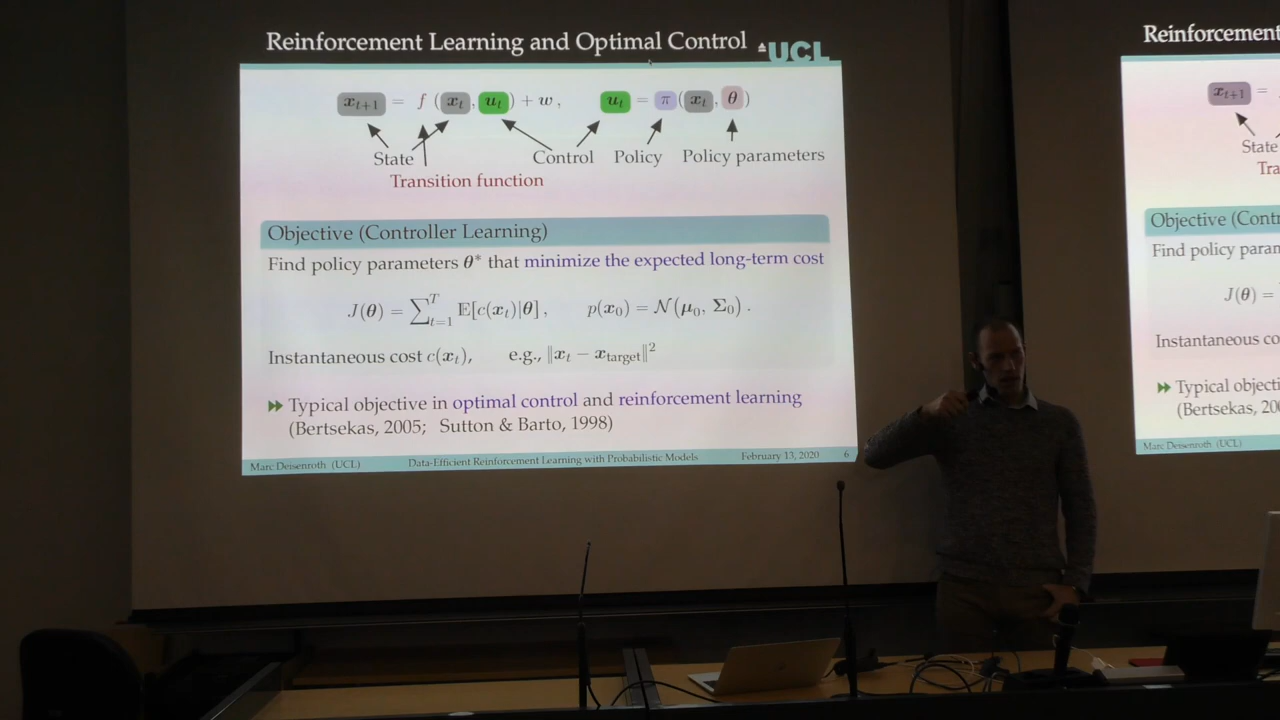 Reinforcement Learning and Optimal Control
UCL
x_{t+1} = f(x_t, u_t) + w, u_t = π(x_t, θ)
State Control Policy Policy parameters
Transition function
Objective (Controller Learning)
Find policy parameters θ* that minimize the expected long-term cost
J(θ) = ∑_{t=1}^{T} 𝔼[c(x_t)|θ], p(x_0) = 𝒩(μ_0, Σ_0).
Instantaneous cost c(x_t), e.g., ‖x_t − x_target‖²
Typical objective in optimal control and reinforcement learning
(Bertsekas, 2005; Sutton & Barto, 1998)
Marc Deisenroth (UCL) Data-Efficient Reinforcement Learning with Probabilistic Models February 13, 2020 6
Reinforcement
x_{t+1} =
State
Tra
Objective (Contr
Find policy param
J(θ) =
Instantaneous co
Typical objecti
(Bertsekas, 200
Marc Deisenroth (UCL)